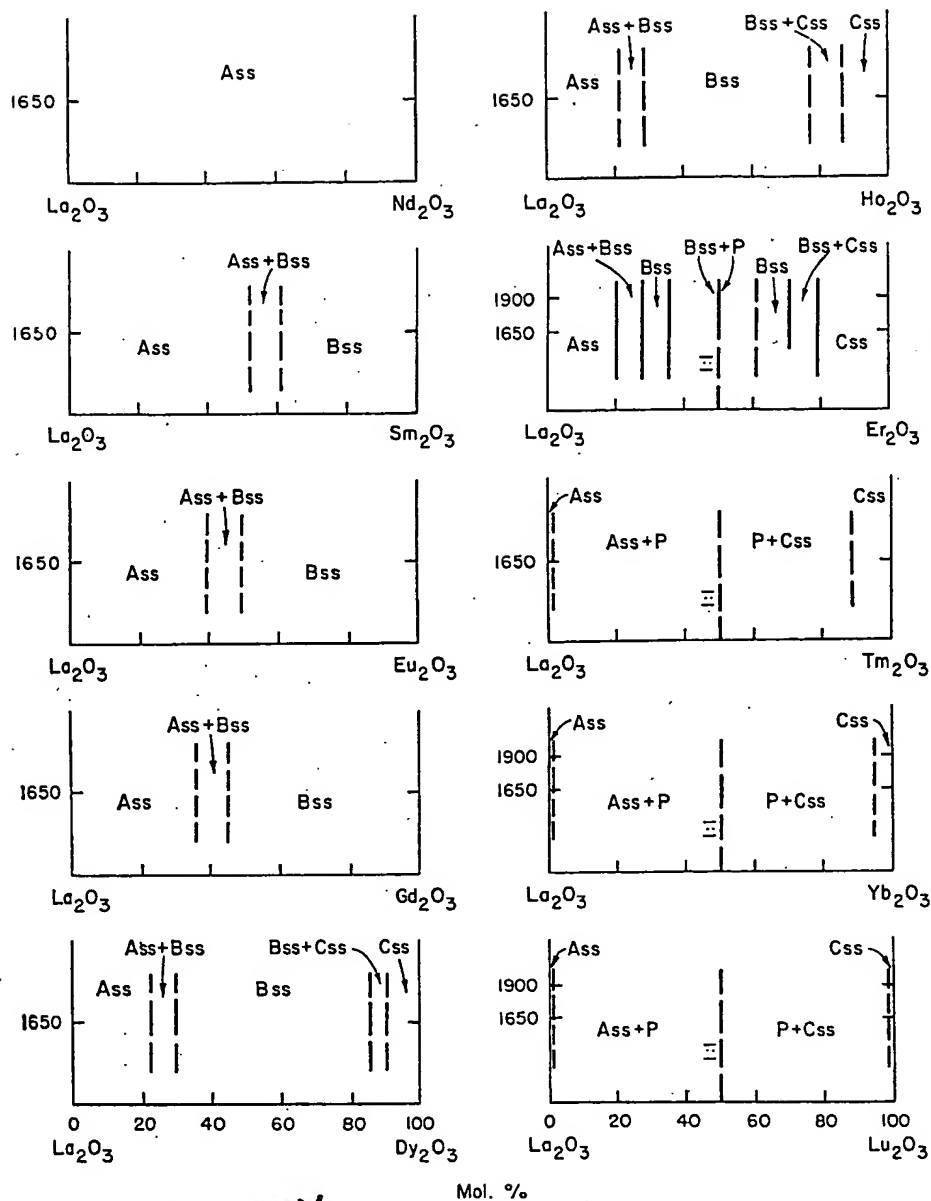 Ass
1650
La₂O₃ Nd₂O₃
Ass+Bss
1650
Ass Bss
La₂O₃ Sm₂O₃
Ass+Bss
1650
Ass Bss
La₂O₃ Eu₂O₃
Ass+Bss
1650
Ass Bss
La₂O₃ Gd₂O₃
Ass+Bss Bss+Css Css
Ass Bss
1650
0 20 40 60 80 100
La₂O₃ Dy₂O₃
Ass+Bss Bss+Css Css
Ass Bss
1650
La₂O₃ Ho₂O₃
Ass+Bss Bss+P Bss+Css
Bss Bss
1900
1650
Ass Css
1:1
La₂O₃ Er₂O₃
Ass Css
Ass+P P+Css
1650
1:1
La₂O₃ Tm₂O₃
Ass Css
1900
1650
Ass+P P+Css
1:1
La₂O₃ Yb₂O₃
Ass Css
1900
1650
Ass+P P+Css
1:1
0 20 40 60 80 100
La₂O₃ Lu₂O₃
Mol. %